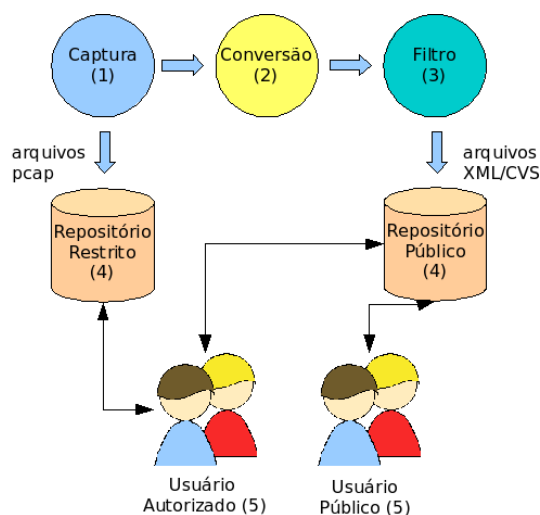 Captura
(1)
Conversão
(2)
Filtro
(3)
arquivos
pcap
arquivos
XML/CVS
Repositório
Restrito
(4)
Repositório
Público
(4)
Usuário
Autorizado (5)
Usuário
Público (5)